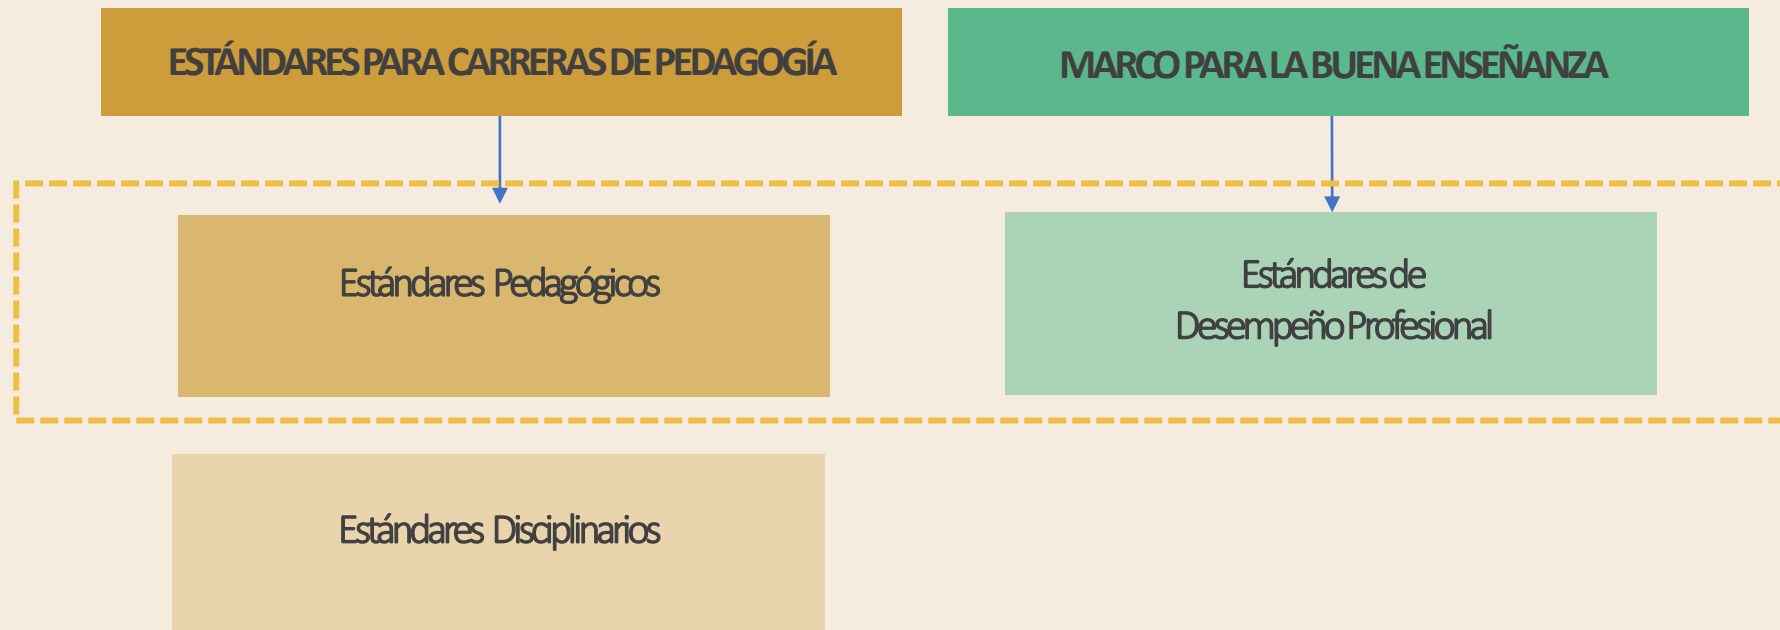 ESTÁNDARES PARA CARRERAS DE PEDAGOGÍA
MARCO PARA LA BUENA ENSEÑANZA
Estándares Pedagógicos
Estándares de
Desempeño Profesional
Estándares Disciplinarios